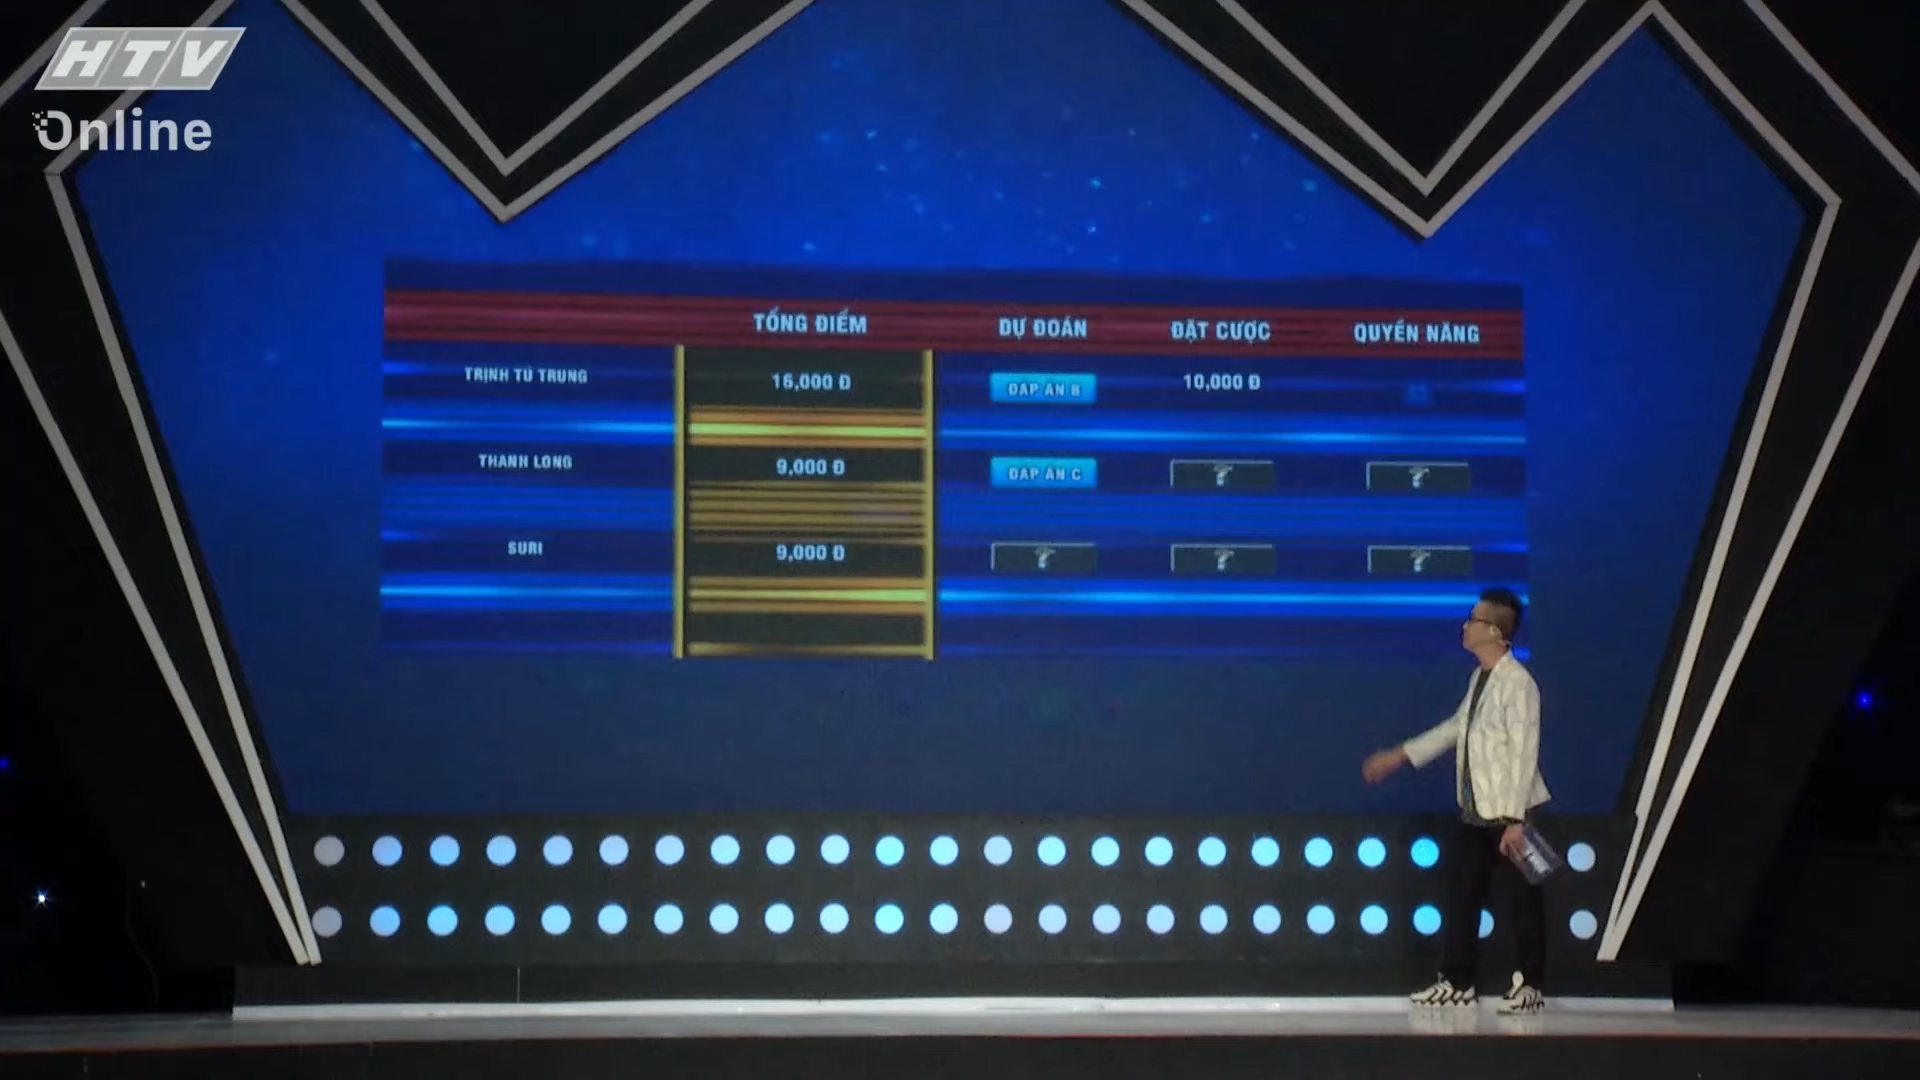 HTV
Online
TỔNG ĐIỂM DỰ ĐOÁN ĐẶT CƯỢC QUYỀN NĂNG
TRỊNH TÚ TRUNG 16,000 Đ ĐÁP ÁN B 10,000 Đ
THANH LONG 9,000 Đ ĐÁP ÁN C ? ?
SURI 9,000 Đ ? ? ?